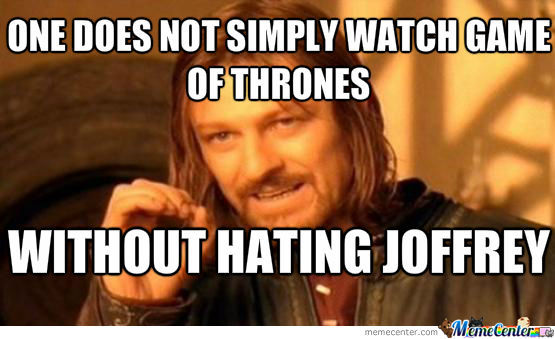 ONE DOES NOT SIMPLY WATCH GAME
OF THRONES
WITHOUT HATING JOFFREY
memecenter.com MemeCenter